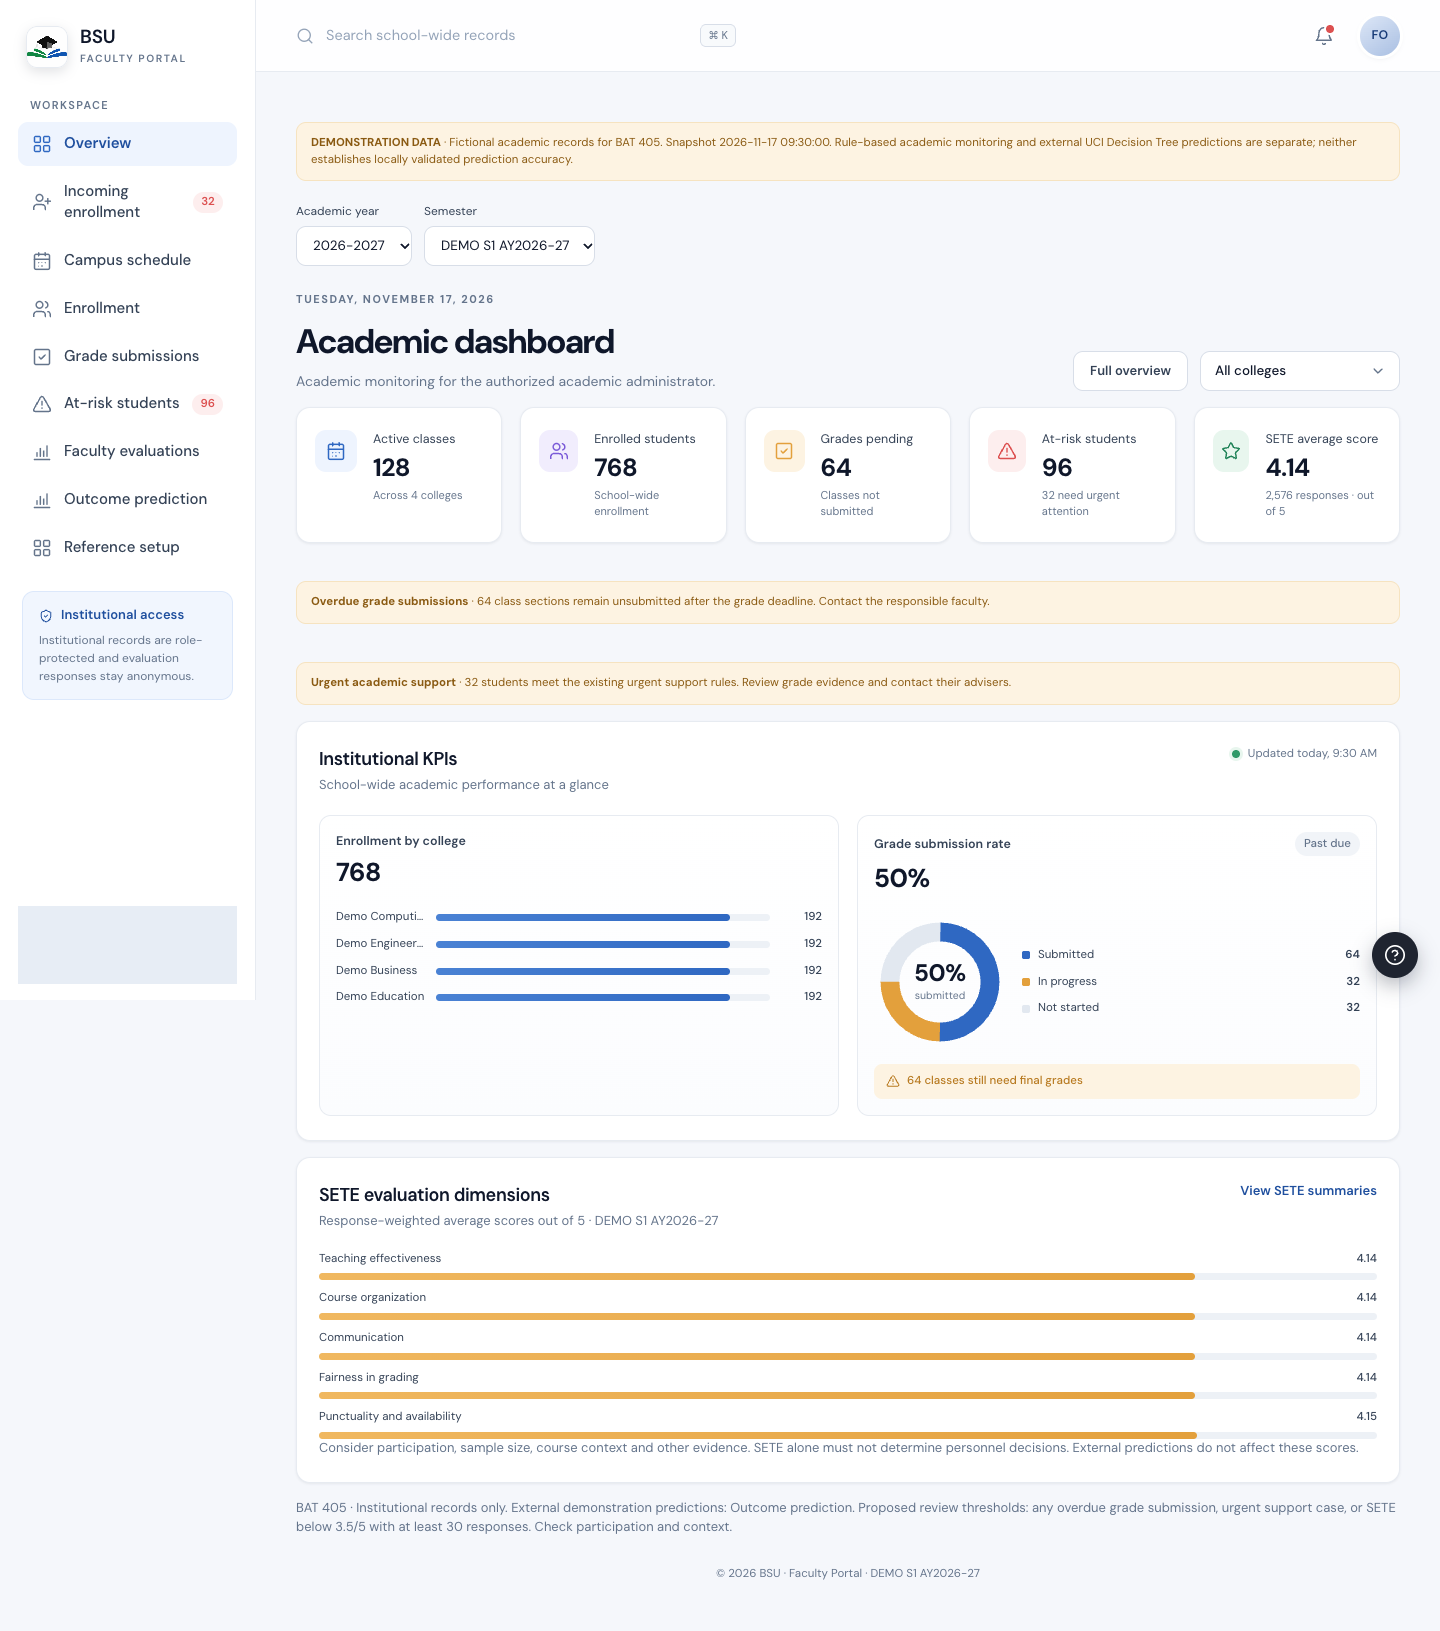 BSU
FACULTY PORTAL
WORKSPACE
Overview
Incoming
enrollment
32
Campus schedule
Enrollment
Grade submissions
At-risk students 96
Faculty evaluations
Outcome prediction
Reference setup
Institutional access
Institutional records are role-
protected and evaluation
responses stay anonymous.
Search school-wide records
⌘ K
FO
DEMONSTRATION DATA · Fictional academic records for BAT 405. Snapshot 2026-11-17 09:30:00. Rule-based academic monitoring and external UCI Decision Tree predictions are separate; neither
establishes locally validated prediction accuracy.
Academic year Semester
2026-2027 DEMO S1 AY2026-27
TUESDAY, NOVEMBER 17, 2026
Academic dashboard
Academic monitoring for the authorized academic administrator.
Full overview All colleges
Active classes
128
Across 4 colleges
Enrolled students
768
School-wide
enrollment
Grades pending
64
Classes not
submitted
At-risk students
96
32 need urgent
attention
SETE average score
4.14
2,576 responses · out
of 5
Overdue grade submissions · 64 class sections remain unsubmitted after the grade deadline. Contact the responsible faculty.
Urgent academic support · 32 students meet the existing urgent support rules. Review grade evidence and contact their advisers.
Institutional KPIs
Updated today, 9:30 AM
School-wide academic performance at a glance
Enrollment by college
768
Demo Computi... 192
Demo Engineer... 192
Demo Business 192
Demo Education 192
Grade submission rate
Past due
50%
50%
submitted
Submitted 64
In progress 32
Not started 32
64 classes still need final grades
SETE evaluation dimensions
View SETE summaries
Response-weighted average scores out of 5 · DEMO S1 AY2026-27
Teaching effectiveness 4.14
Course organization 4.14
Communication 4.14
Fairness in grading 4.14
Punctuality and availability 4.15
Consider participation, sample size, course context and other evidence. SETE alone must not determine personnel decisions. External predictions do not affect these scores.
BAT 405 · Institutional records only. External demonstration predictions: Outcome prediction. Proposed review thresholds: any overdue grade submission, urgent support case, or SETE
below 3.5/5 with at least 30 responses. Check participation and context.
© 2026 BSU · Faculty Portal · DEMO S1 AY2026-27